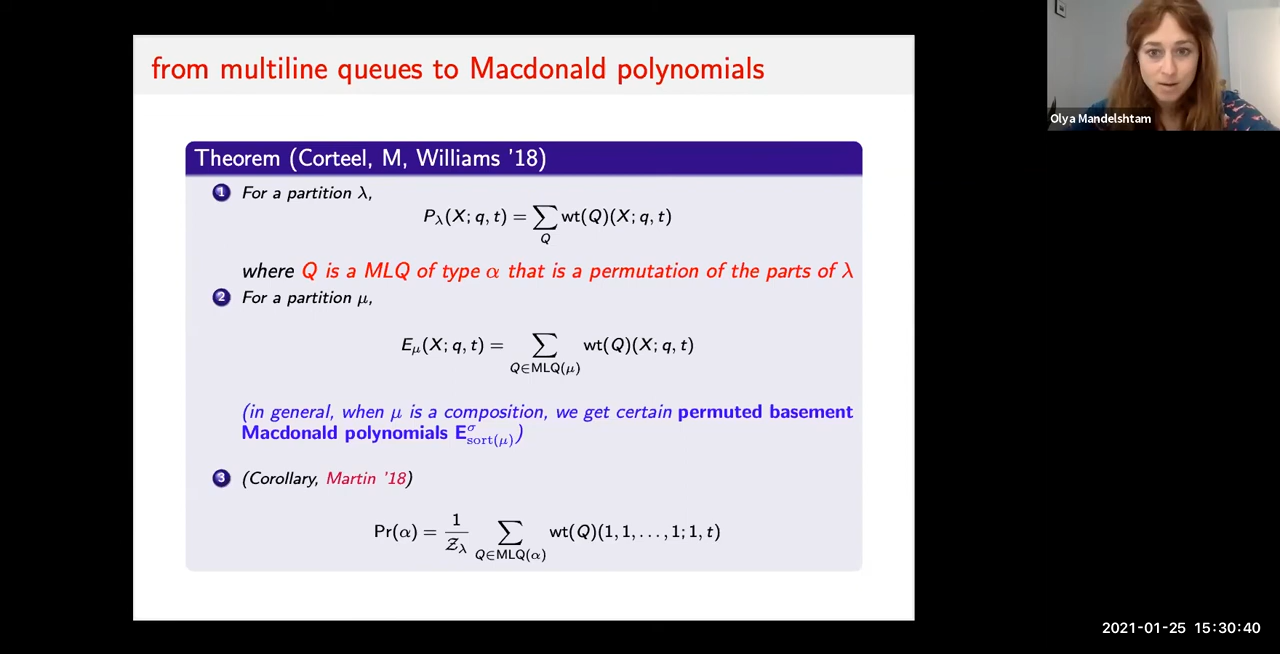 from multiline queues to Macdonald polynomials
Olya Mandelshtam
Theorem (Corteel, M, Williams '18)
1 For a partition λ,
P_λ(X; q, t) = ∑_Q wt(Q)(X; q, t)
where Q is a MLQ of type α that is a permutation of the parts of λ
2 For a partition μ,
E_μ(X; q, t) = ∑_{Q∈MLQ(μ)} wt(Q)(X; q, t)
(in general, when μ is a composition, we get certain permuted basement
Macdonald polynomials E^σ_{sort(μ)})
3 (Corollary, Martin '18)
Pr(α) = 1/𝒵_λ ∑_{Q∈MLQ(α)} wt(Q)(1, 1, . . . , 1; 1, t)
2021-01-25 15:30:40